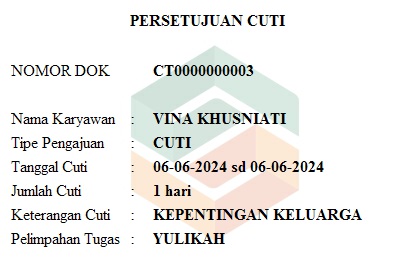 PERSETUJUAN CUTI
NOMOR DOK CT0000000003
Nama Karyawan : VINA KHUSNIATI
Tipe Pengajuan : CUTI
Tanggal Cuti : 06-06-2024 sd 06-06-2024
Jumlah Cuti : 1 hari
Keterangan Cuti : KEPENTINGAN KELUARGA
Pelimpahan Tugas : YULIKAH